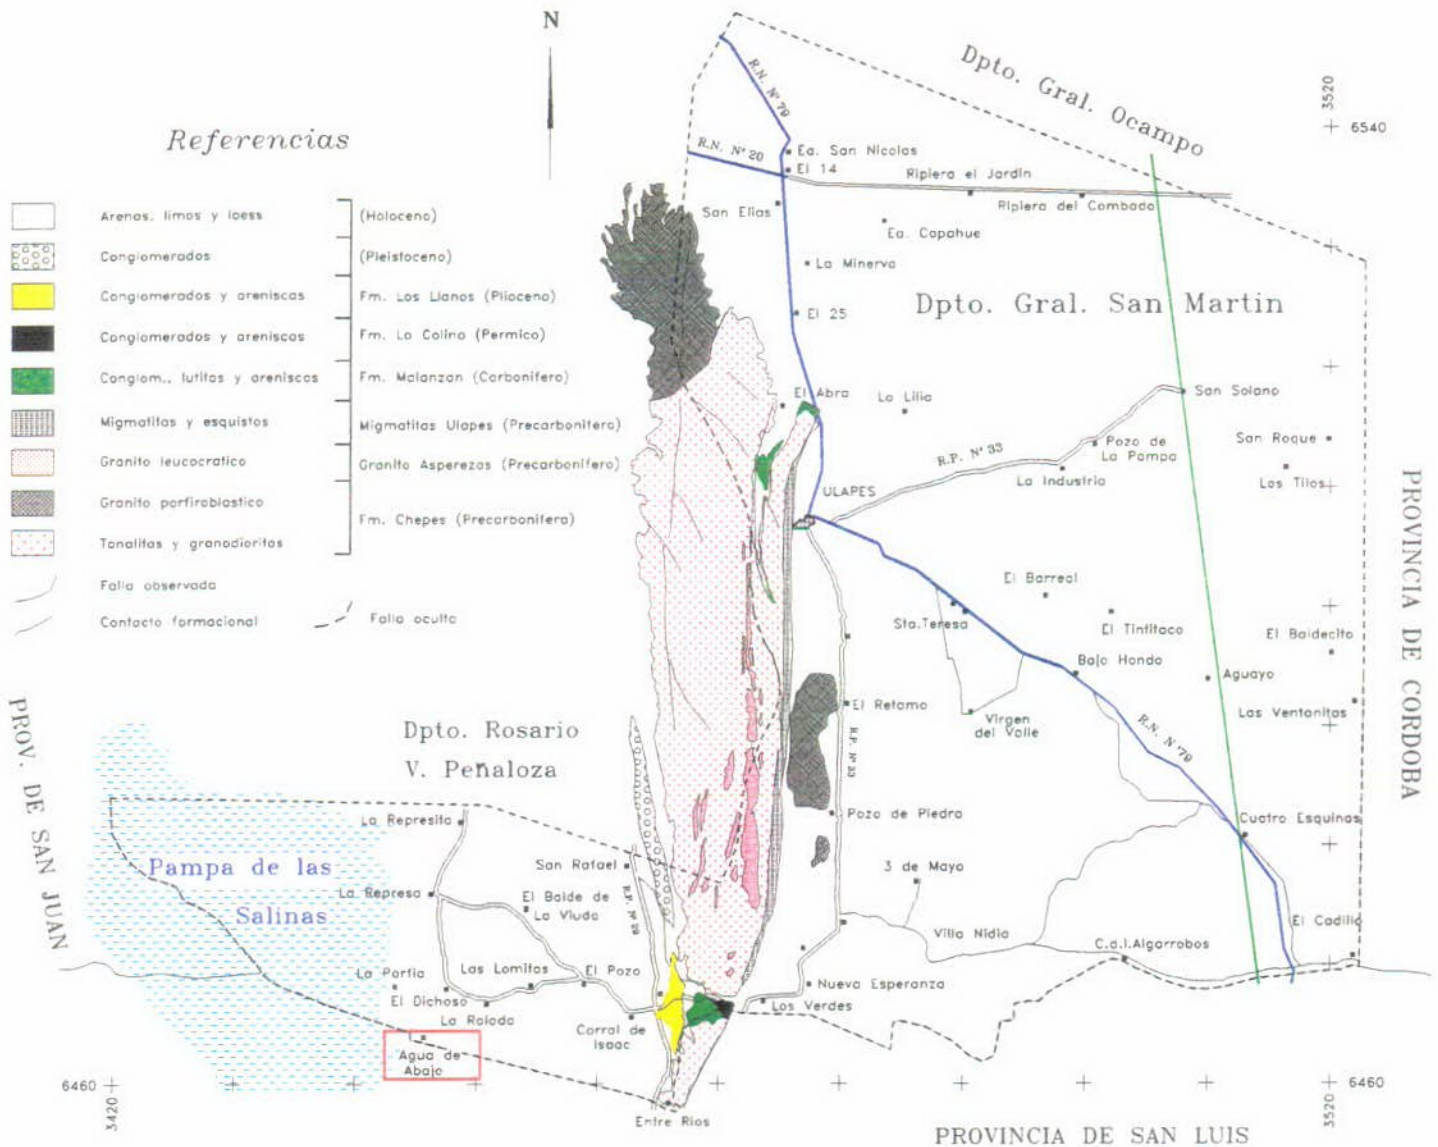 N
Dpto. Gral. Ocampo
3520
6540
Referencias
Arenas, limos y loess (Holoceno)
Conglomerados (Pleistoceno)
Conglomerados y areniscas Fm. Los Llanos (Plioceno)
Conglomerados y areniscas Fm. La Colina (Permico)
Conglom., lutitas y areniscas Fm. Malanzan (Carbonifero)
Migmatitas y esquistos Migmatitas Ulapes (Precarbonifero)
Granito leucocratico Granito Asperezas (Precarbonifero)
Granito porfiroblastico
Fm. Chepes (Precarbonifera)
Tonalitas y granodioritas
Falla observada
Contacto formacional
Falla oculta
R.N. Nº 79
R.N. Nº 20
Ea. San Nicolas
El 14
Ripiera el Jardin
Ripiera del Combado
San Elias
Ea. Copahue
La Minerva
Dpto. Gral. San Martin
El 25
El Abra
La Lilia
San Solano
R.P. Nº 33
Pozo de
La Pampa
San Roque
La Industria
Los Tilos
ULAPES
PROVINCIA DE CORDOBA
El Barreal
Sta. Teresa
El Tintitaco
El Baldecito
Bajo Hondo
Aguayo
El Retamo
Virgen
del Valle
Las Ventanitas
R.N. Nº79
R.P. Nº 33
PROV. DE SAN JUAN
Dpto. Rosario
V. Peñaloza
La Represita
Pozo de Piedra
Cuatro Esquinas
Pampa de las
Salinas
San Rafael
3 de Mayo
La Represa
El Balde de
La Viuda
R.P. Nº 29
Villa Nidia
El Cadillo
C.d.l.Algarrobos
La Portia
Las Lomitas
El Pozo
Nueva Esperanza
El Dichoso
Los Verdes
La Rolada
Corral de
Isaac
Agua de
Abajo
6460
3420
Entre Rios
6460
3520
PROVINCIA DE SAN LUIS